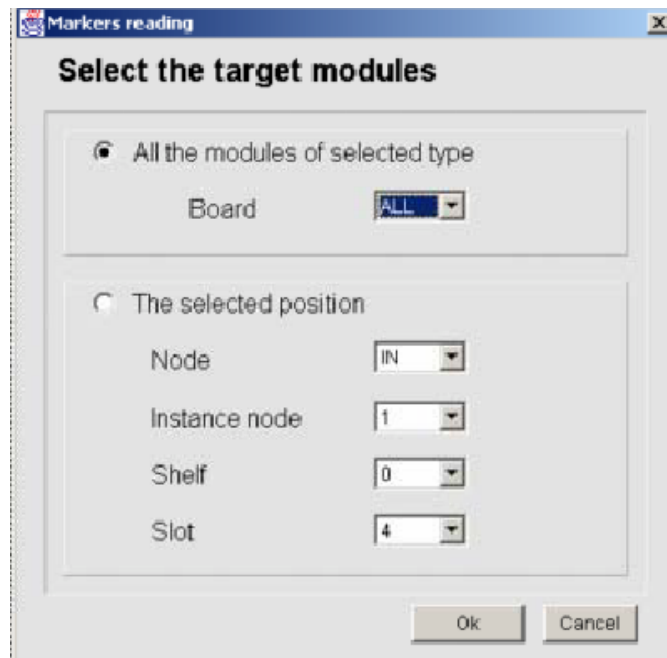 Markers reading
Select the target modules
All the modules of selected type
Board ALL
The selected position
Node IN
Instance node 1
Shelf 0
Slot 4
Ok Cancel